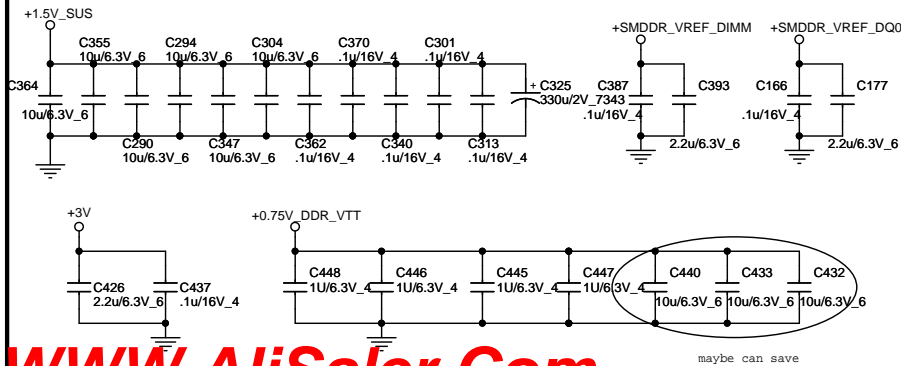 +1.5V_SUS
C364
10u/6.3V_6
C355
10u/6.3V_6
C290
10u/6.3V_6
C294
10u/6.3V_6
C347
10u/6.3V_6
C304
10u/6.3V_6
C362
.1u/16V_4
C370
.1u/16V_4
C340
.1u/16V_4
C301
.1u/16V_4
C313
.1u/16V_4
+
C325
330u/2V_7343
+SMDDR_VREF_DIMM
C387
.1u/16V_4
C393
2.2u/6.3V_6
+SMDDR_VREF_DQ0
C166
.1u/16V_4
C177
2.2u/6.3V_6
+3V
C426
2.2u/6.3V_6
C437
.1u/16V_4
+0.75V_DDR_VTT
C448
1U/6.3V_4
C446
1U/6.3V_4
C445
1U/6.3V_4
C447
1U/6.3V_4
C440
10u/6.3V_6
C433
10u/6.3V_6
C432
10u/6.3V_6
maybe can save
WWW.AliSaler.Com